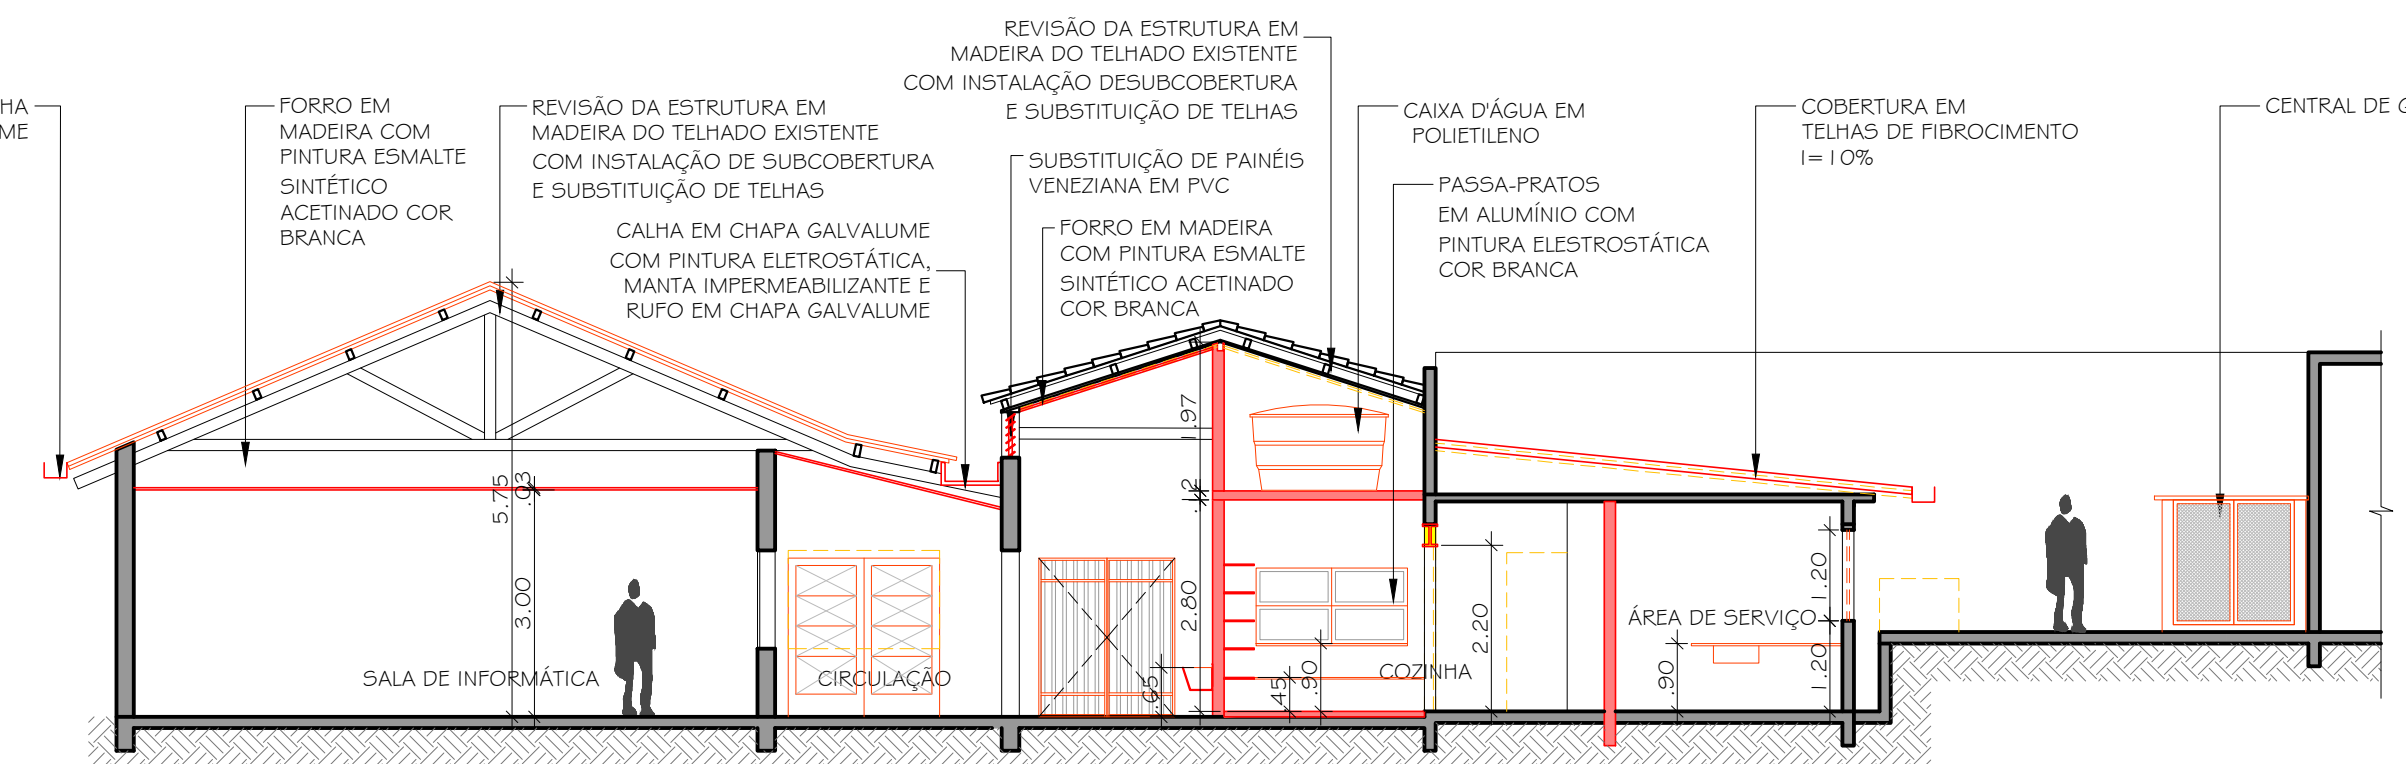 HA
ME
FORRO EM
MADEIRA COM
PINTURA ESMALTE
SINTÉTICO
ACETINADO COR
BRANCA
REVISÃO DA ESTRUTURA EM
MADEIRA DO TELHADO EXISTENTE
COM INSTALAÇÃO DE SUBCOBERTURA
E SUBSTITUIÇÃO DE TELHAS
CALHA EM CHAPA GALVALUME
COM PINTURA ELETROSTÁTICA,
MANTA IMPERMEABILIZANTE E
RUFO EM CHAPA GALVALUME
REVISÃO DA ESTRUTURA EM
MADEIRA DO TELHADO EXISTENTE
COM INSTALAÇÃO DESUBCOBERTURA
E SUBSTITUIÇÃO DE TELHAS
SUBSTITUIÇÃO DE PAINÉIS
VENEZIANA EM PVC
FORRO EM MADEIRA
COM PINTURA ESMALTE
SINTÉTICO ACETINADO
COR BRANCA
CAIXA D'ÁGUA EM
POLIETILENO
PASSA-PRATOS
EM ALUMÍNIO COM
PINTURA ELESTROSTÁTICA
COR BRANCA
COBERTURA EM
TELHAS DE FIBROCIMENTO
I=10%
CENTRAL DE G
5.75
.03
3.00
1.97
.12
2.80
.65
.45
.90
2.20
.90
1.20
1.20
SALA DE INFORMÁTICA
CIRCULAÇÃO
COZINHA
ÁREA DE SERVIÇO